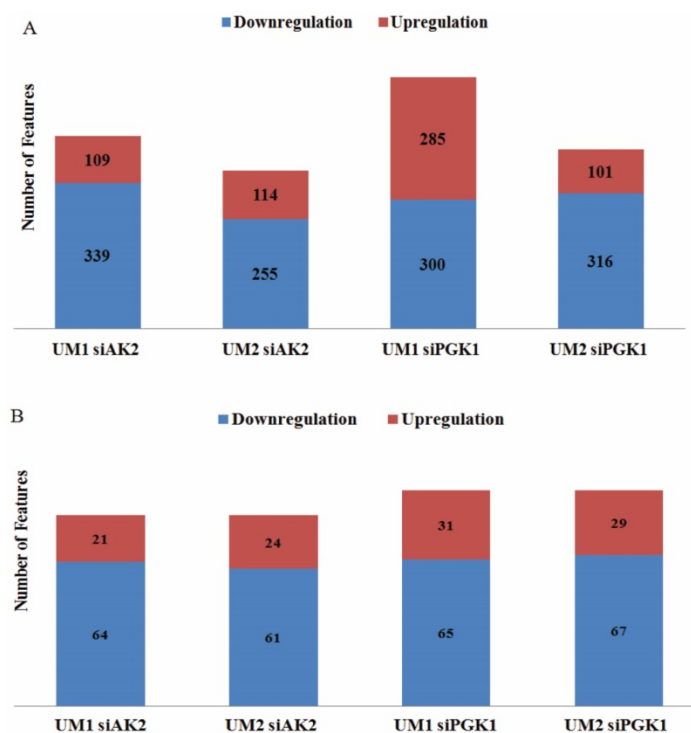 A
Downregulation Upregulation
Number of Features
109
339
114
255
285
300
101
316
UM1 siAK2 UM2 siAK2 UM1 siPGK1 UM2 siPGK1
B
Downregulation Upregulation
Number of Features
21
64
24
61
31
65
29
67
UM1 siAK2 UM2 siAK2 UM1 siPGK1 UM2 siPGK1